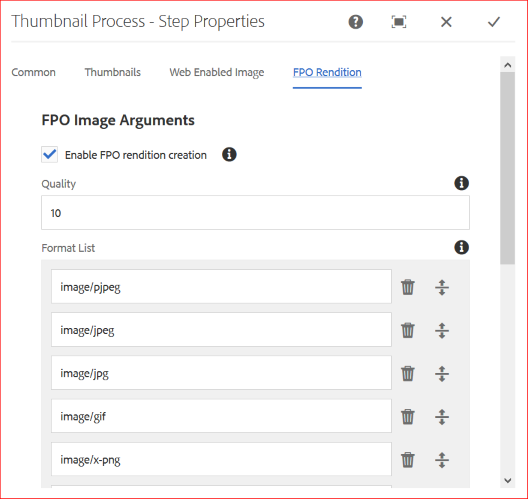 Thumbnail Process - Step Properties
Common Thumbnails Web Enabled Image FPO Rendition
FPO Image Arguments
Enable FPO rendition creation
Quality
10
Format List
image/pjpeg
image/jpeg
image/jpg
image/gif
image/x-png